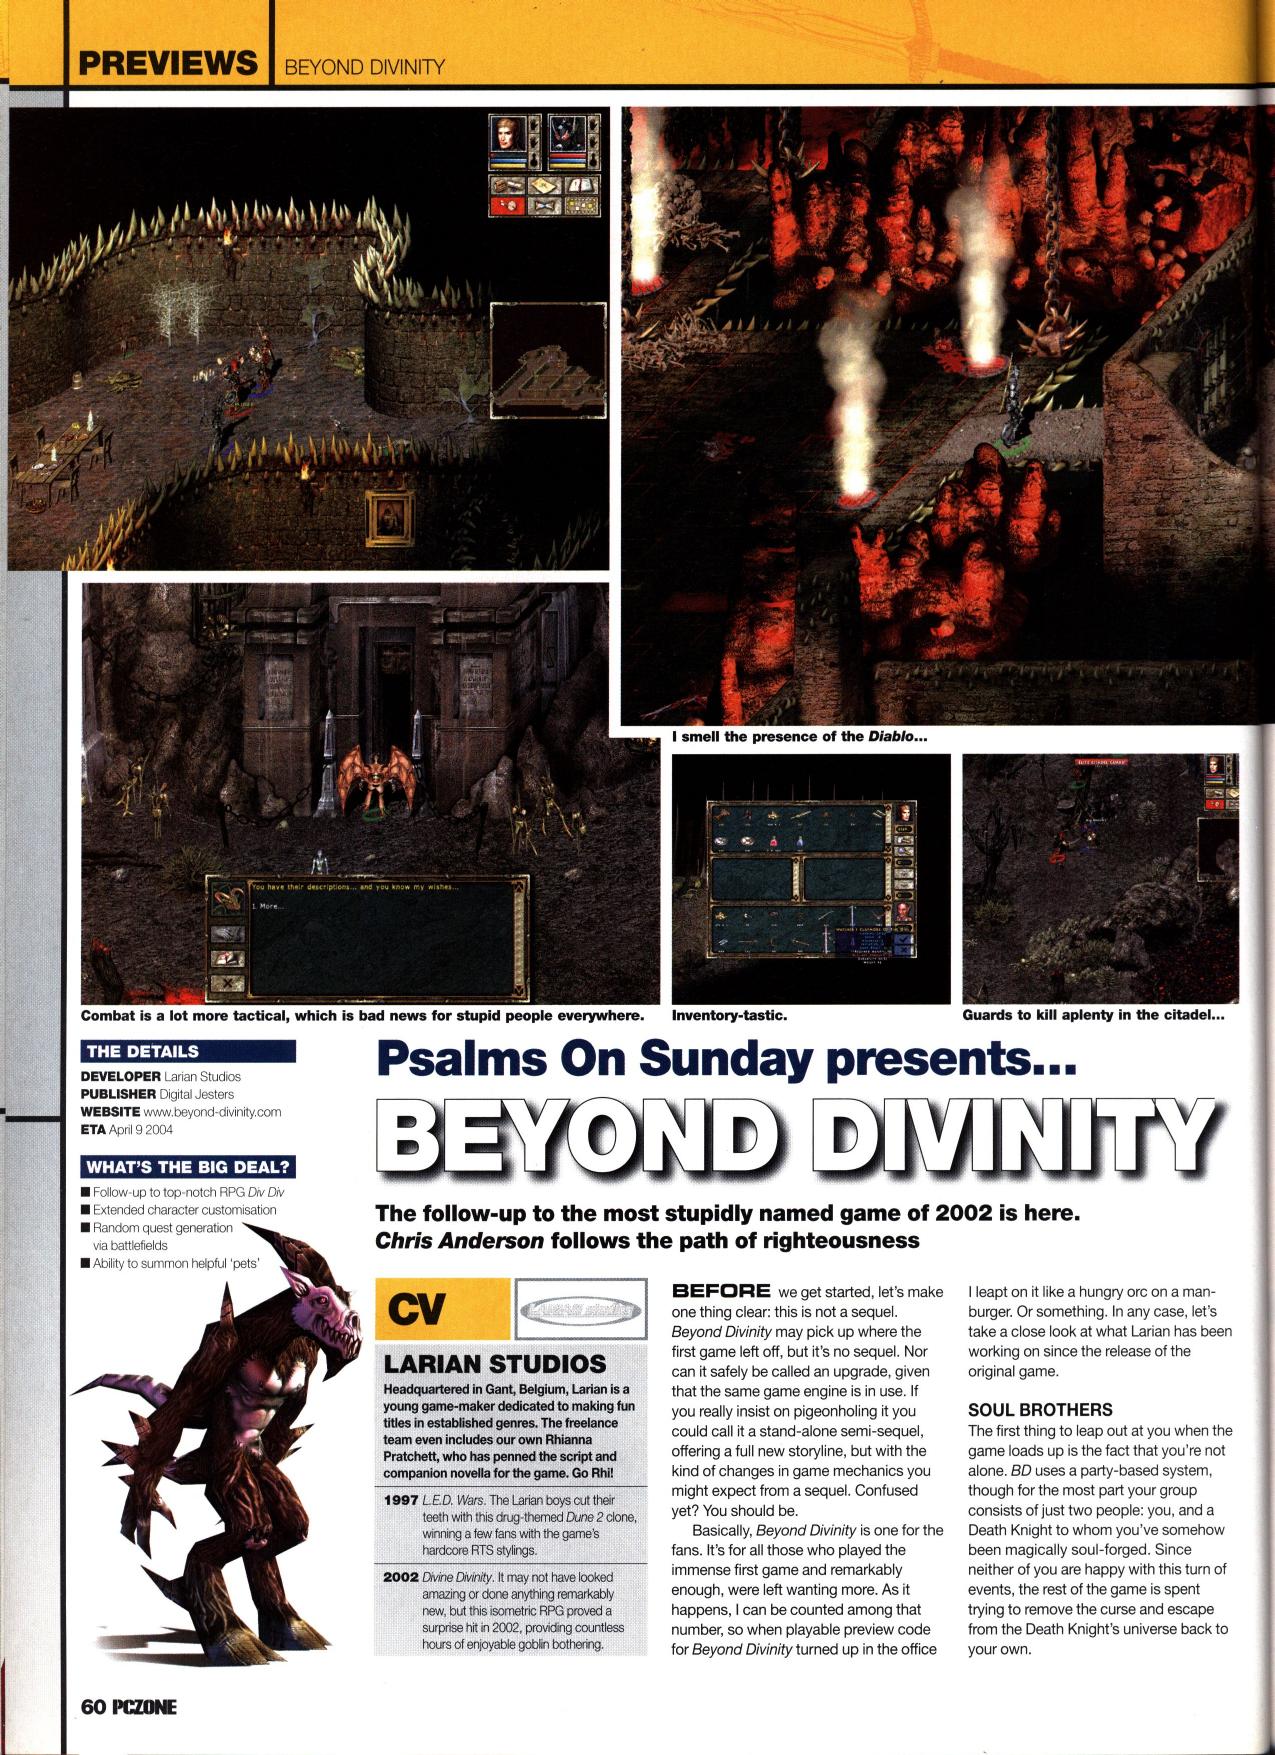 PREVIEWS BEYOND DIVINITY
I smell the presence of the Diablo...
You have their descriptions... and you know my wishes...
1. More...
Combat is a lot more tactical, which is bad news for stupid people everywhere.
Inventory-tastic.
ELITE CITADEL GUARD
Guards to kill aplenty in the citadel...
THE DETAILS
DEVELOPER Larian Studios
PUBLISHER Digital Jesters
WEBSITE www.beyond-divinity.com
ETA April 9 2004
WHAT'S THE BIG DEAL?
■ Follow-up to top-notch RPG Div Div
■ Extended character customisation
■ Random quest generation
via battlefields
■ Ability to summon helpful 'pets'
Psalms On Sunday presents...
BEYOND DIVINITY
The follow-up to the most stupidly named game of 2002 is here.
Chris Anderson follows the path of righteousness
CV
LARIAN STUDIOS
Headquartered in Gant, Belgium, Larian is a
young game-maker dedicated to making fun
titles in established genres. The freelance
team even includes our own Rhianna
Pratchett, who has penned the script and
companion novella for the game. Go Rhi!
1997 L.E.D. Wars. The Larian boys cut their
teeth with this drug-themed Dune 2 clone,
winning a few fans with the game's
hardcore RTS stylings.
2002 Divine Divinity. It may not have looked
amazing or done anything remarkably
new, but this isometric RPG proved a
surprise hit in 2002, providing countless
hours of enjoyable goblin bothering.
BEFORE we get started, let's make
one thing clear: this is not a sequel.
Beyond Divinity may pick up where the
first game left off, but it's no sequel. Nor
can it safely be called an upgrade, given
that the same game engine is in use. If
you really insist on pigeonholing it you
could call it a stand-alone semi-sequel,
offering a full new storyline, but with the
kind of changes in game mechanics you
might expect from a sequel. Confused
yet? You should be.
Basically, Beyond Divinity is one for the
fans. It's for all those who played the
immense first game and remarkably
enough, were left wanting more. As it
happens, I can be counted among that
number, so when playable preview code
for Beyond Divinity turned up in the office
I leapt on it like a hungry orc on a man-
burger. Or something. In any case, let's
take a close look at what Larian has been
working on since the release of the
original game.
SOUL BROTHERS
The first thing to leap out at you when the
game loads up is the fact that you're not
alone. BD uses a party-based system,
though for the most part your group
consists of just two people: you, and a
Death Knight to whom you've somehow
been magically soul-forged. Since
neither of you are happy with this turn of
events, the rest of the game is spent
trying to remove the curse and escape
from the Death Knight's universe back to
your own.
60 PCZONE